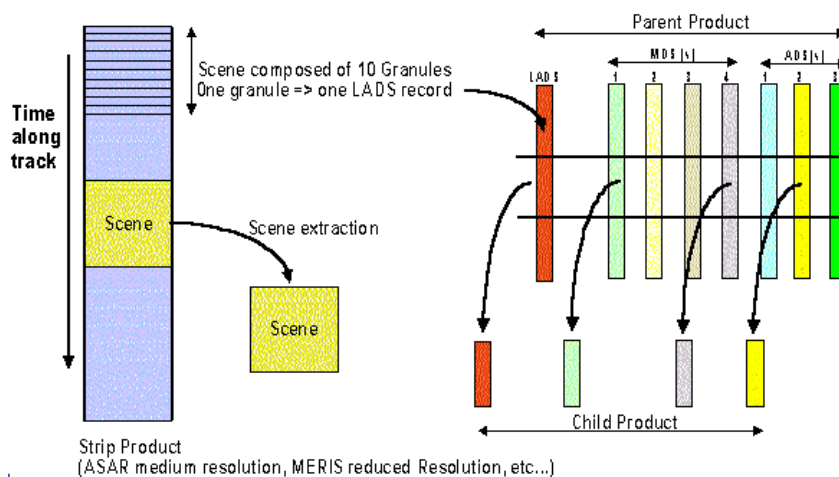 Parent Product
MDS [4]
ADS [4]
LADS
1
2
3
4
1
2
3
Scene composed of 10 Granules
One granule => one LADS record
Time
along
track
Scene
Scene extraction
Scene
Child Product
Strip Product
(ASAR medium resolution, MERIS reduced Resolution, etc...)